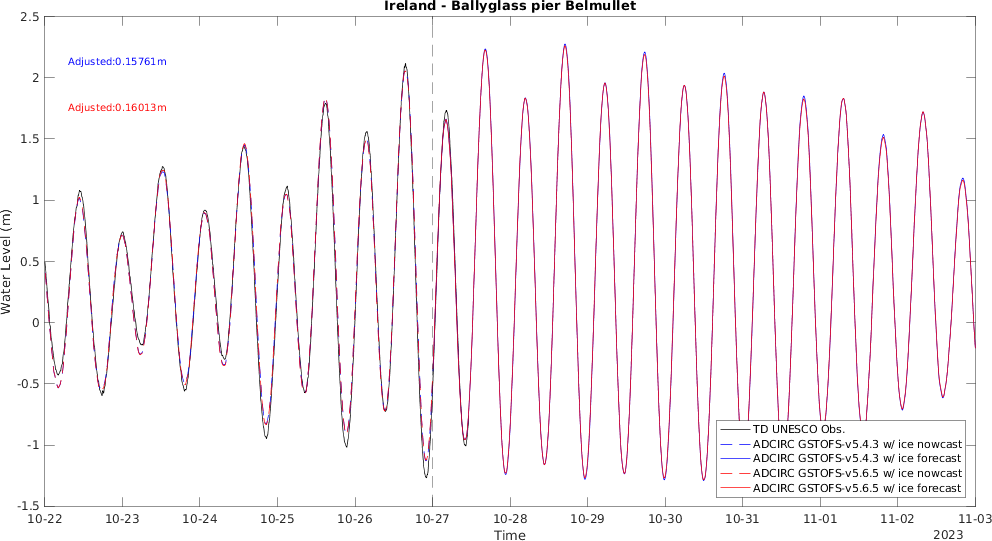 Ireland - Ballyglass pier Belmullet
2.5
2
1.5
1
0.5
0
-0.5
-1
-1.5
Water Level (m)
Adjusted:0.15761m
Adjusted:0.16013m
TD UNESCO Obs.
ADCIRC GSTOFS-v5.4.3 w/ ice nowcast
ADCIRC GSTOFS-v5.4.3 w/ ice forecast
ADCIRC GSTOFS-v5.6.5 w/ ice nowcast
ADCIRC GSTOFS-v5.6.5 w/ ice forecast
10-22 10-23 10-24 10-25 10-26 10-27 10-28 10-29 10-30 10-31 11-01 11-02 11-03
Time
2023